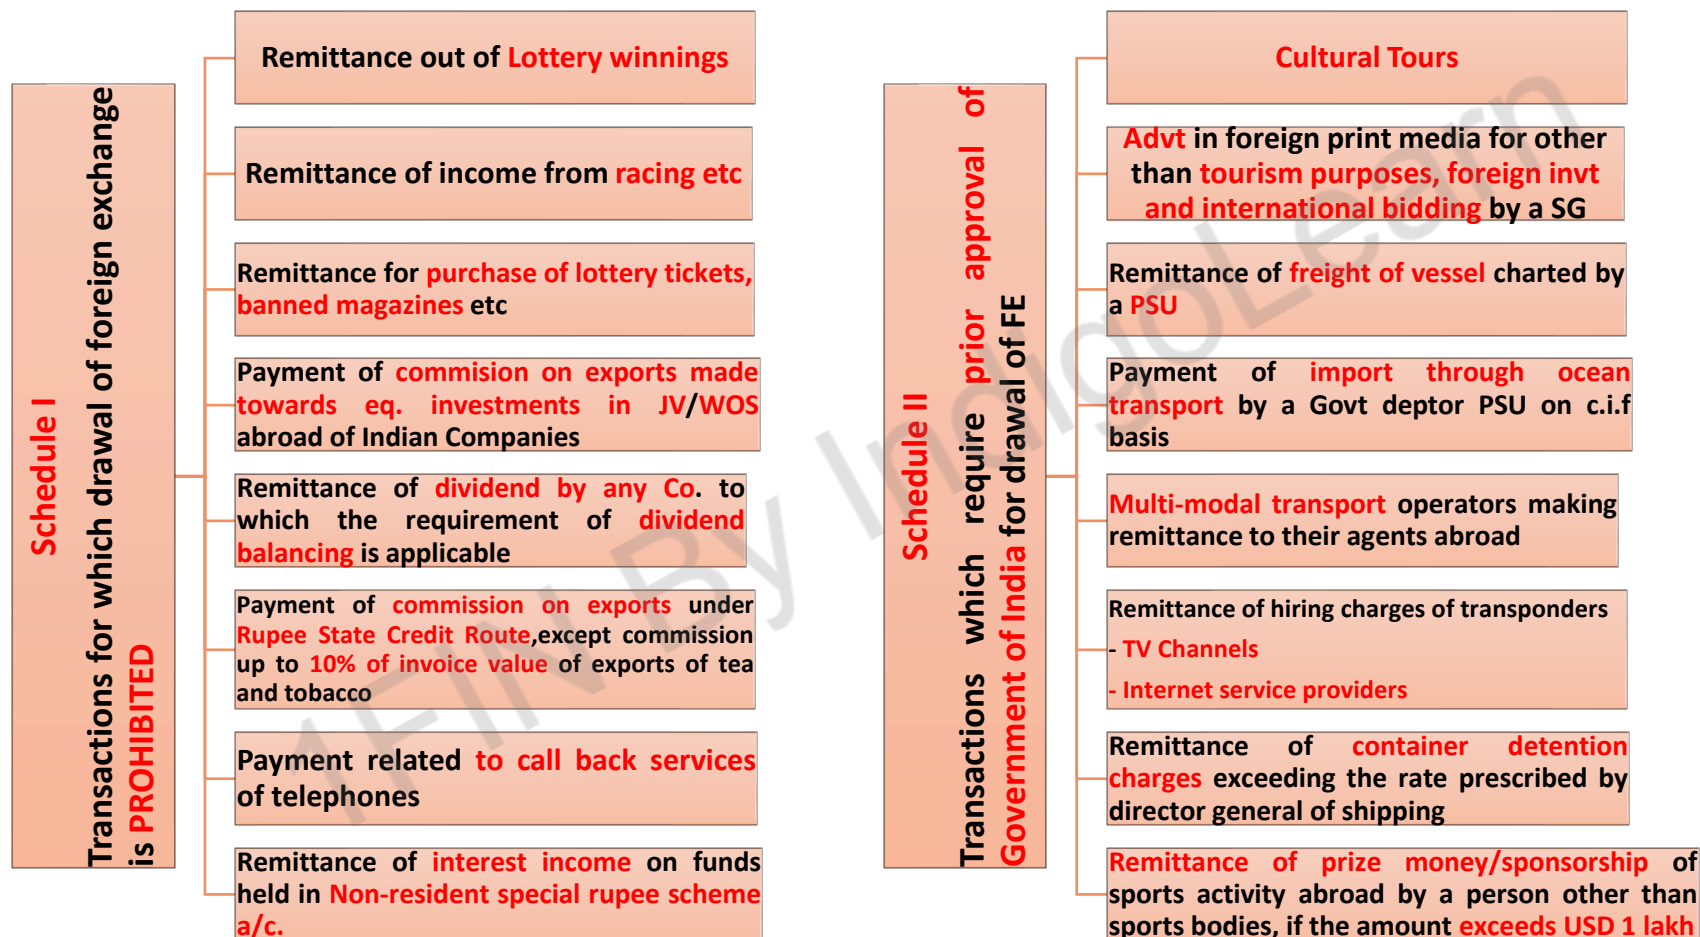 Schedule I
Transactions for which drawal of foreign exchange
is PROHIBITED
Remittance out of Lottery winnings
Remittance of income from racing etc
Remittance for purchase of lottery tickets,
banned magazines etc
Payment of commision on exports made
towards eq. investments in JV/WOS
abroad of Indian Companies
Remittance of dividend by any Co. to
which the requirement of dividend
balancing is applicable
Payment of commission on exports under
Rupee State Credit Route,except commission
up to 10% of invoice value of exports of tea
and tobacco
Payment related to call back services
of telephones
Remittance of interest income on funds
held in Non-resident special rupee scheme
a/c.
Schedule II
Transactions which require prior approval of
Government of India for drawal of FE
Cultural Tours
Advt in foreign print media for other
than tourism purposes, foreign invt
and international bidding by a SG
Remittance of freight of vessel charted by
a PSU
Payment of import through ocean
transport by a Govt deptor PSU on c.i.f
basis
Multi-modal transport operators making
remittance to their agents abroad
Remittance of hiring charges of transponders
- TV Channels
- Internet service providers
Remittance of container detention
charges exceeding the rate prescribed by
director general of shipping
Remittance of prize money/sponsorship of
sports activity abroad by a person other than
sports bodies, if the amount exceeds USD 1 lakh
1FIN By IndigoLearn